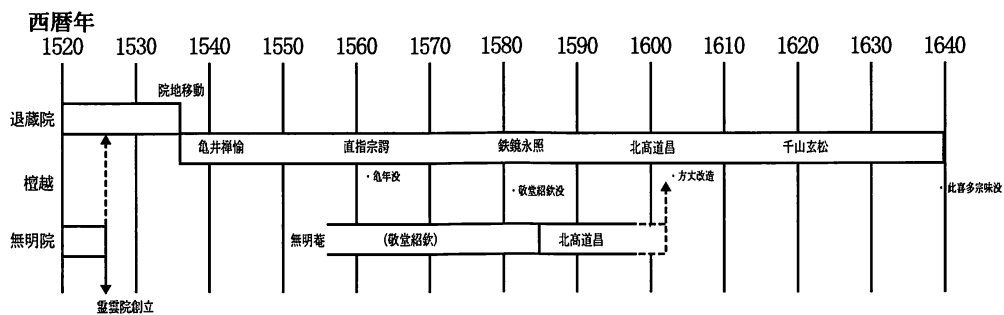 西暦年
1520 1530 1540 1550 1560 1570 1580 1590 1600 1610 1620 1630 1640
院地移動
退蔵院
亀井禅愉 直指宗諤 鉄鏡永照 北髙道昌 千山玄松
檀越
・亀年没 ・敬堂紹欽没 ・方丈改造 ・此喜多宗味没
無明院 無明菴 (敬堂紹欽) 北髙道昌
霊雲院創立